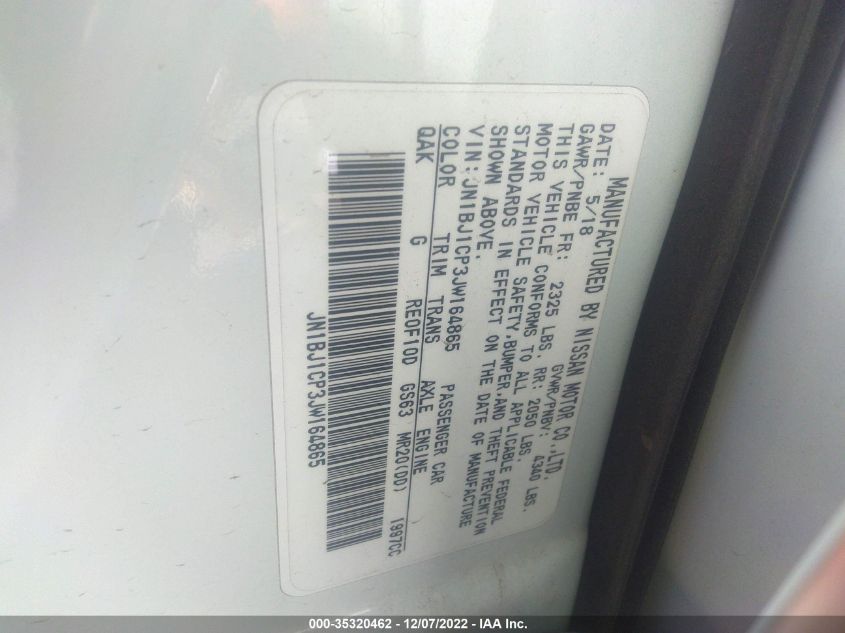 MANUFACTURED BY NISSAN MOTOR CO.,LTD.
DATE: 5/18 GVWR/PNBV: 4340 LBS.
GAWR/PNBE FR: 2325 LBS. RR: 2050 LBS.
THIS VEHICLE CONFORMS TO ALL APPLICABLE FEDERAL
MOTOR VEHICLE SAFETY,BUMPER,AND THEFT PREVENTION
STANDARDS IN EFFECT ON THE DATE OF MANUFACTURE
SHOWN ABOVE.
VIN:JN1BJ1CP3JW164865 PASSENGER CAR
COLOR TRIM TRANS AXLE ENGINE
QAK G RE0F10D GS63 MR20(DD) 1997CC
JN1BJ1CP3JW164865
000-35320462 - 12/07/2022 - IAA Inc.